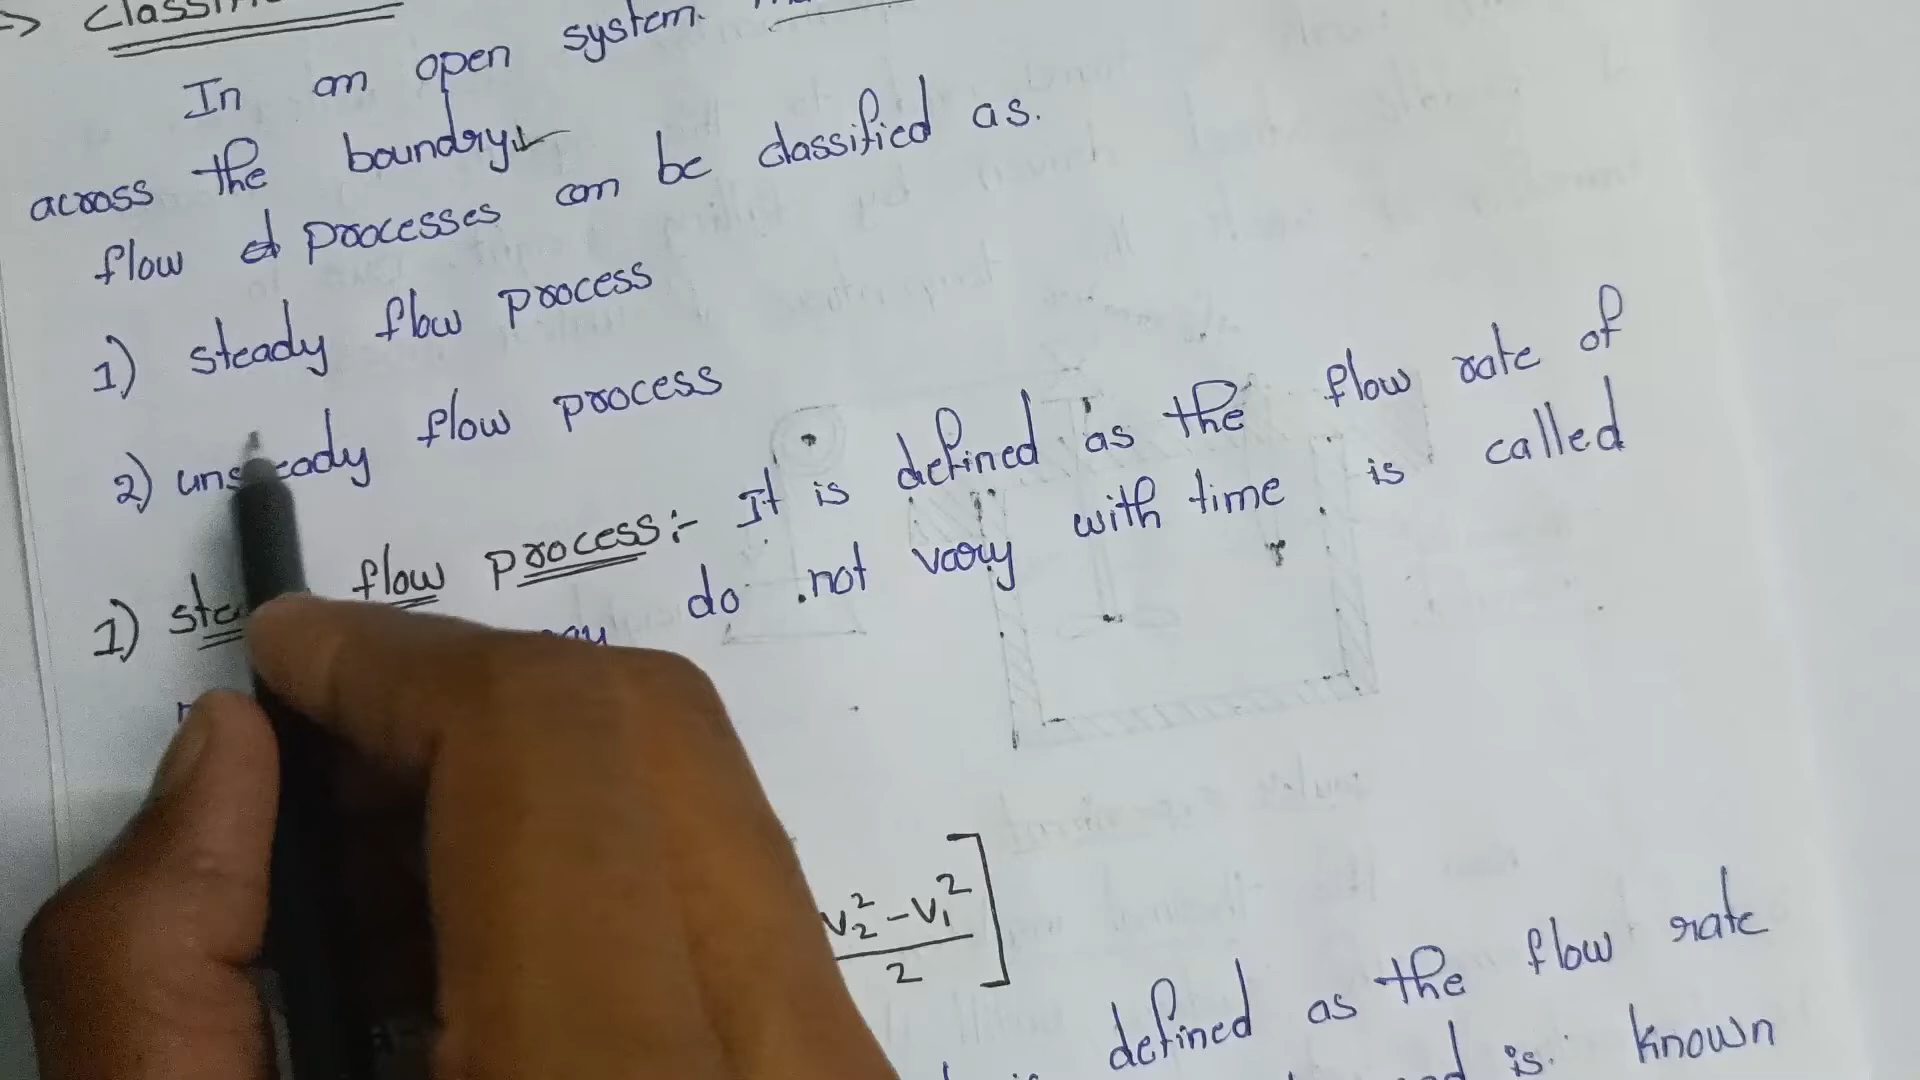 ->
In an open system.
across the boundry
flow processes can be classified as.
1) steady flow process
2) unsteady flow process
1) flow process :- It is defined as the flow rate of
do not vary with time is called
v₂² - v₁²
2
defined as the flow rate
is known